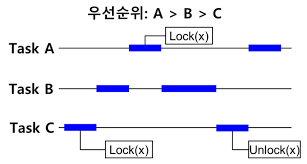 우선순위: A > B > C
Task A
Lock(x)
Task B
Task C
Lock(x)
Unlock(x)